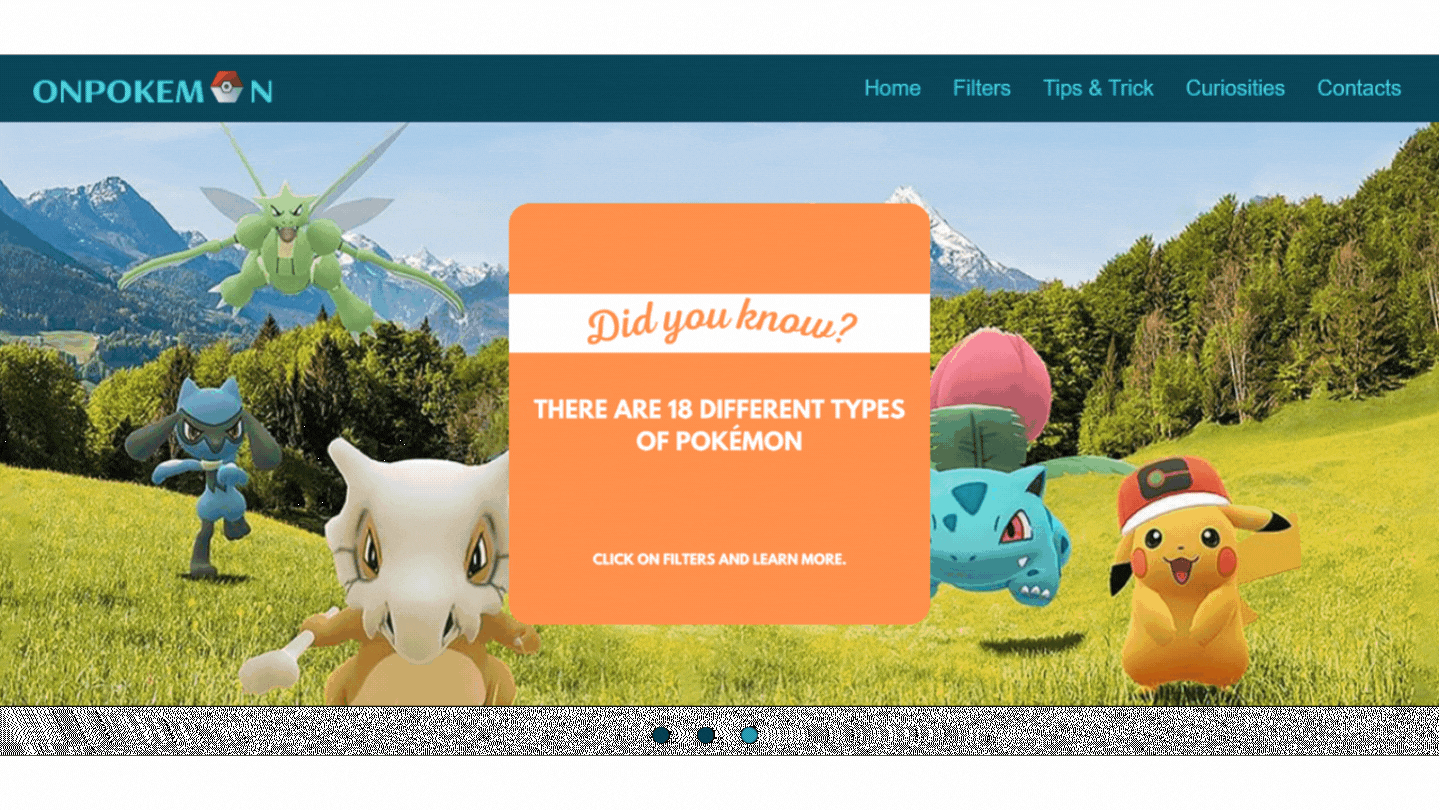 ONPOKEM N
Home Filters Tips & Trick Curiosities Contacts
Did you know?
THERE ARE 18 DIFFERENT TYPES
OF POKÉMON
CLICK ON FILTERS AND LEARN MORE.